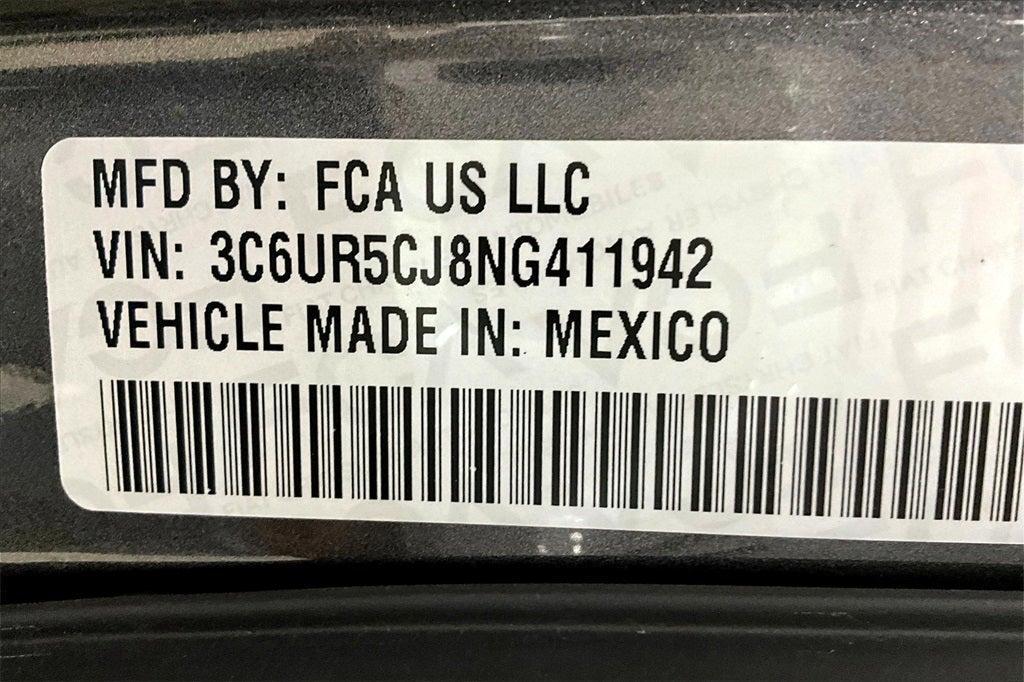 MFD BY: FCA US LLC
VIN: 3C6UR5CJ8NG411942
VEHICLE MADE IN: MEXICO